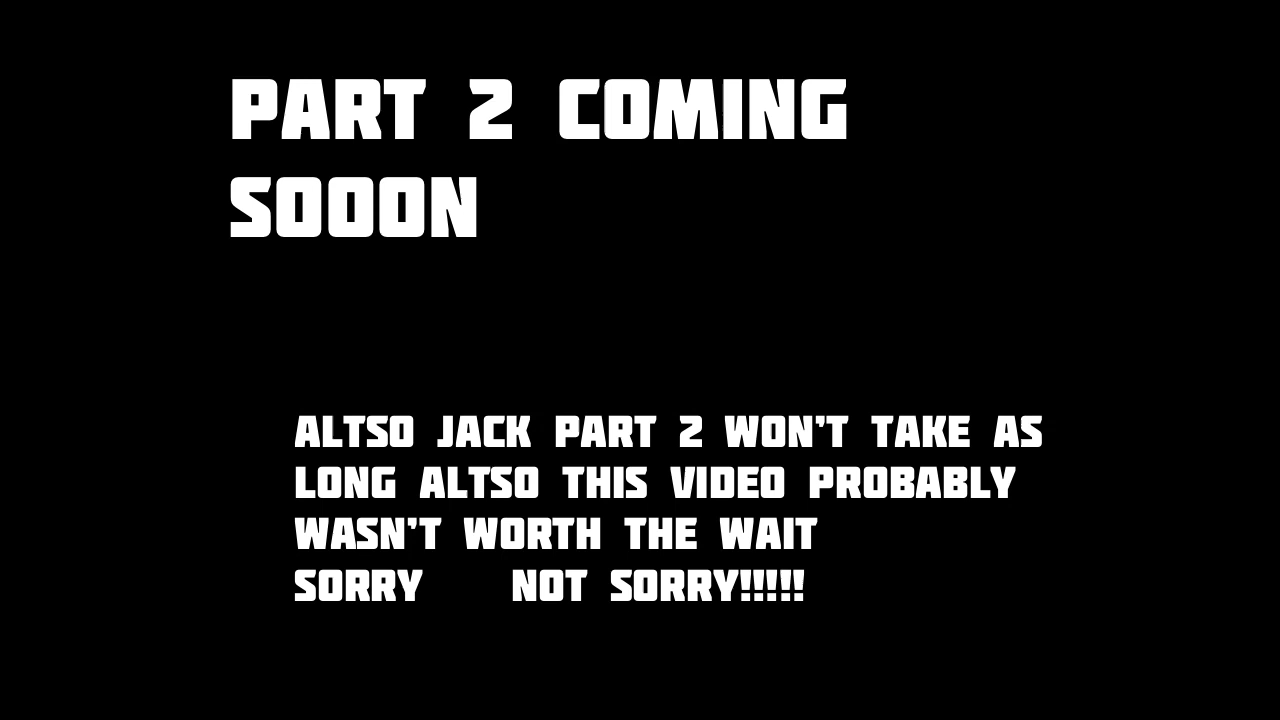 PART 2 COMING
SOOON
ALTSO JACK PART 2 WON'T TAKE AS
LONG ALTSO THIS VIDEO PROBABLY
WASN'T WORTH THE WAIT
SORRY NOT SORRY!!!!!